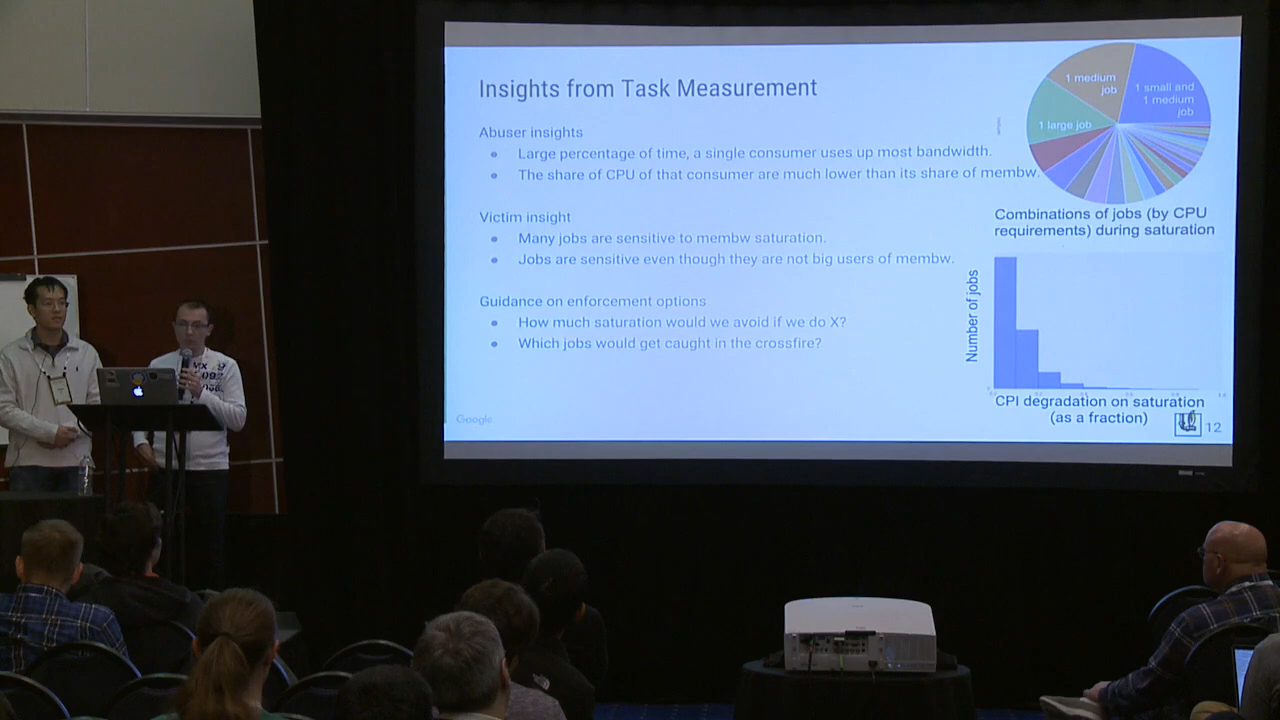 Insights from Task Measurement
Abuser insights
Large percentage of time, a single consumer uses up most bandwidth.
The share of CPU of that consumer are much lower than its share of membw.
Victim insight
Many jobs are sensitive to membw saturation.
Jobs are sensitive even though they are not big users of membw.
Guidance on enforcement options
How much saturation would we avoid if we do X?
Which jobs would get caught in the crossfire?
1 medium
job
1 small and
1 medium
job
1 large job
Combinations of jobs (by CPU
requirements) during saturation
Number of jobs
CPI degradation on saturation
(as a fraction)
Google
12